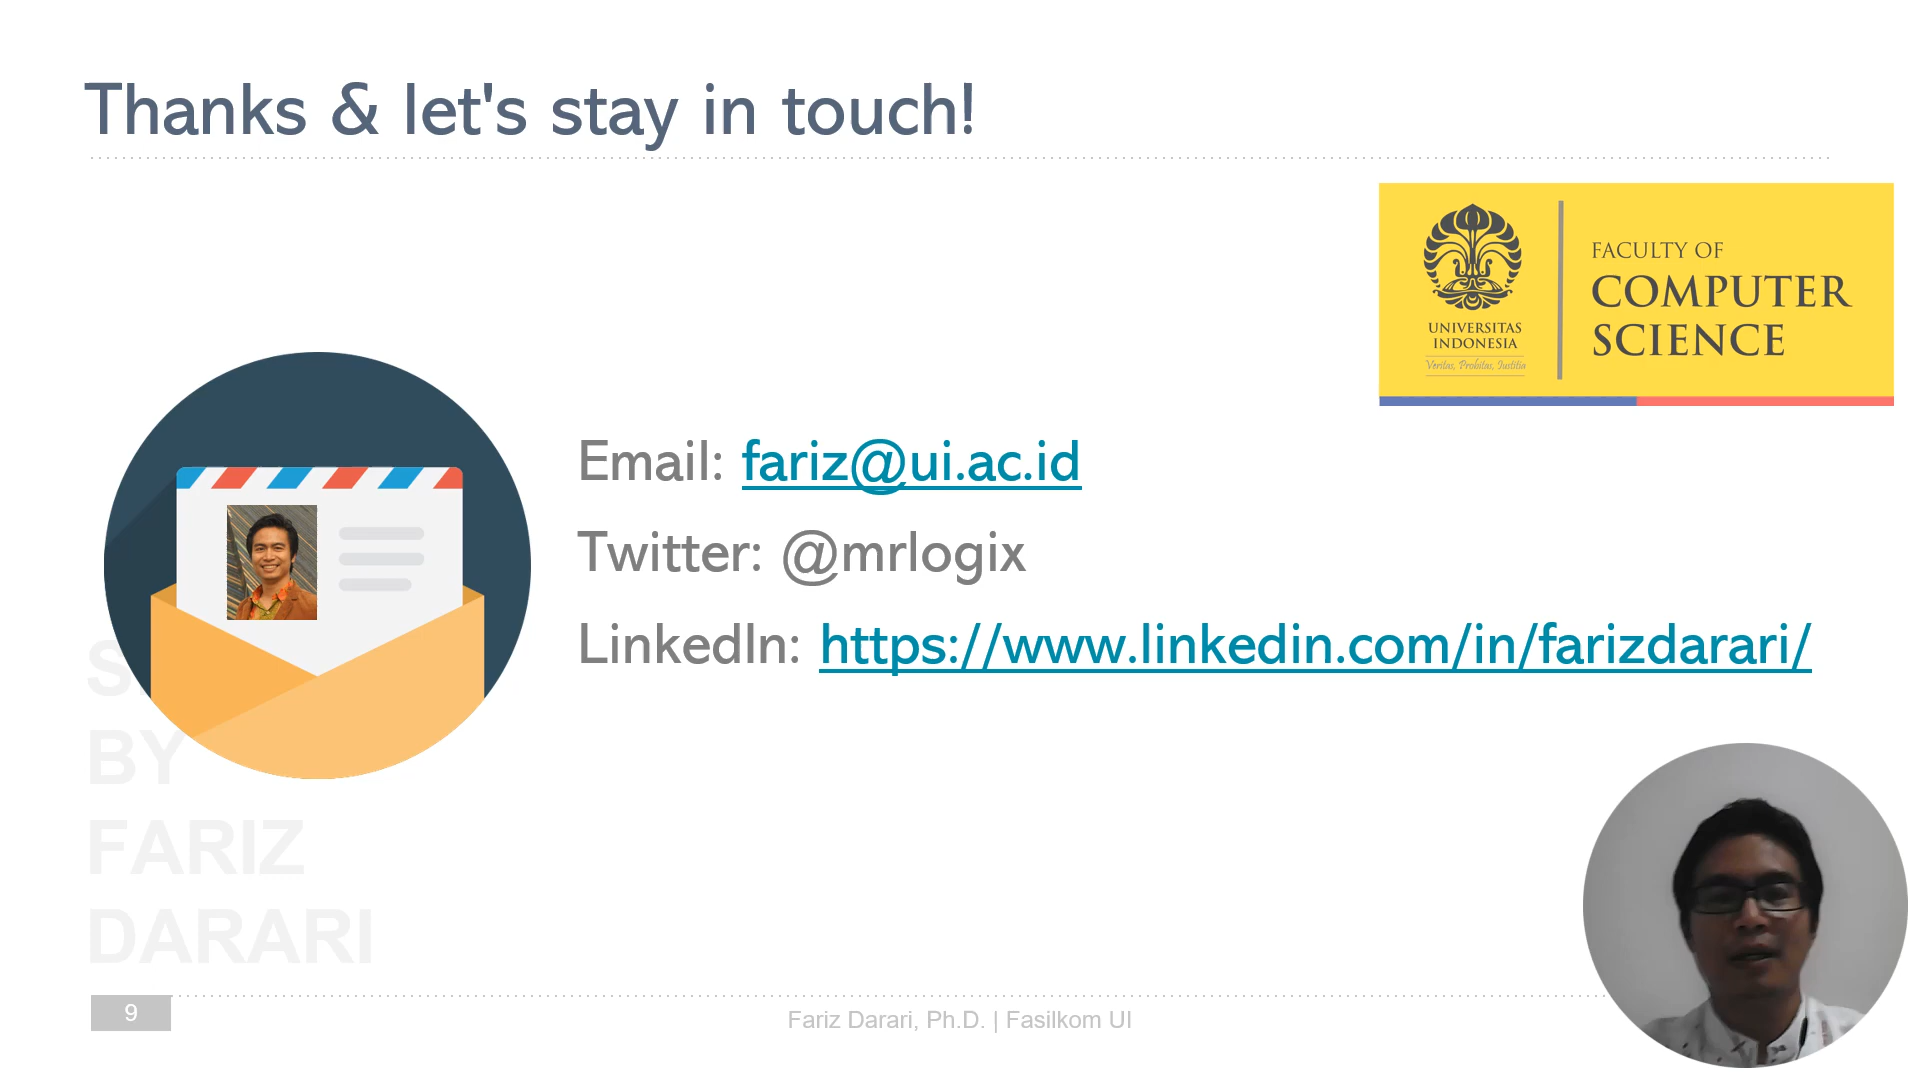 Thanks & let's stay in touch!
UNIVERSITAS
INDONESIA
Veritas, Probitas, Justitia
FACULTY OF
COMPUTER
SCIENCE
Email: fariz@ui.ac.id
Twitter: @mrlogix
LinkedIn: https://www.linkedin.com/in/farizdarari/
BY
FARIZ
DARARI
9
Fariz Darari, Ph.D. | Fasilkom UI